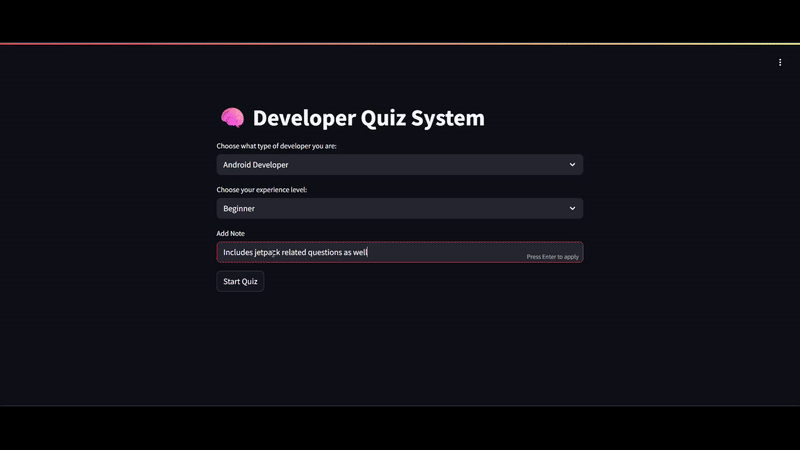 Developer Quiz System
Choose what type of developer you are:
Android Developer
Choose your experience level:
Beginner
Add Note
Includes jetpack related questions as well
Press Enter to apply
Start Quiz